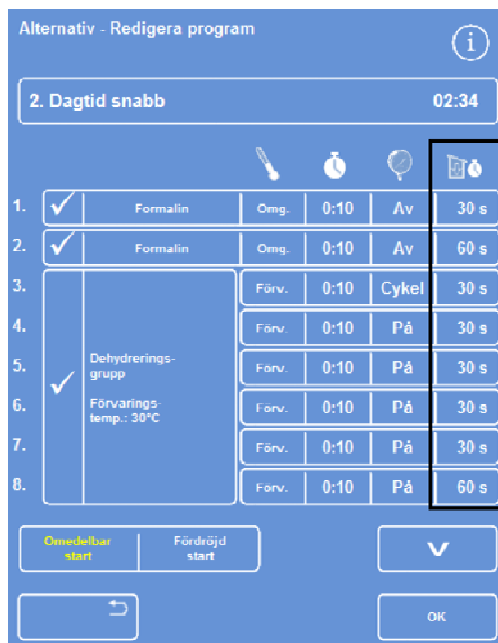 Alternativ - Redigera program
i
2. Dagtid snabb 02:34
1. Formalin Omg. 0:10 Av 30 s
2. Formalin Omg. 0:10 Av 60 s
3. Förv. 0:10 Cykel 30 s
4. Förv. 0:10 På 30 s
5. Förv. 0:10 På 30 s
6. Förv. 0:10 På 30 s
7. Förv. 0:10 På 30 s
8. Förv. 0:10 På 60 s
Dehydrerings-
grupp
Förvarings-
temp.: 30°C
Omedelbar
start
Fördröjd
start
OK